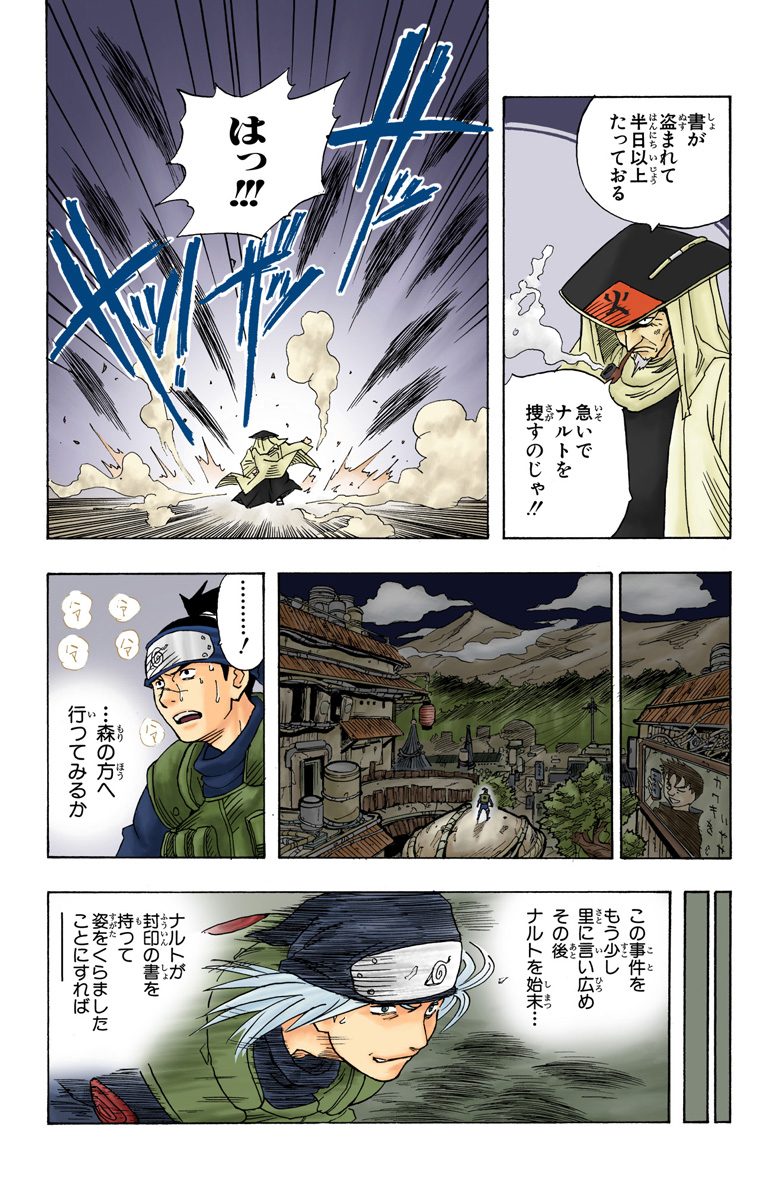 書が
盗まれて
半日以上
たっておる
火
急いで
ナルトを
捜すのじゃ!!
はっ!!!
ザッ
ザッ
ザッ!
………!
…森の方へ
行ってみるか
この事件を
もう少し
里に言い広め
その後
ナルトを始末…
ナルトが
封印の書を
持って
姿をくらました
ことにすれば